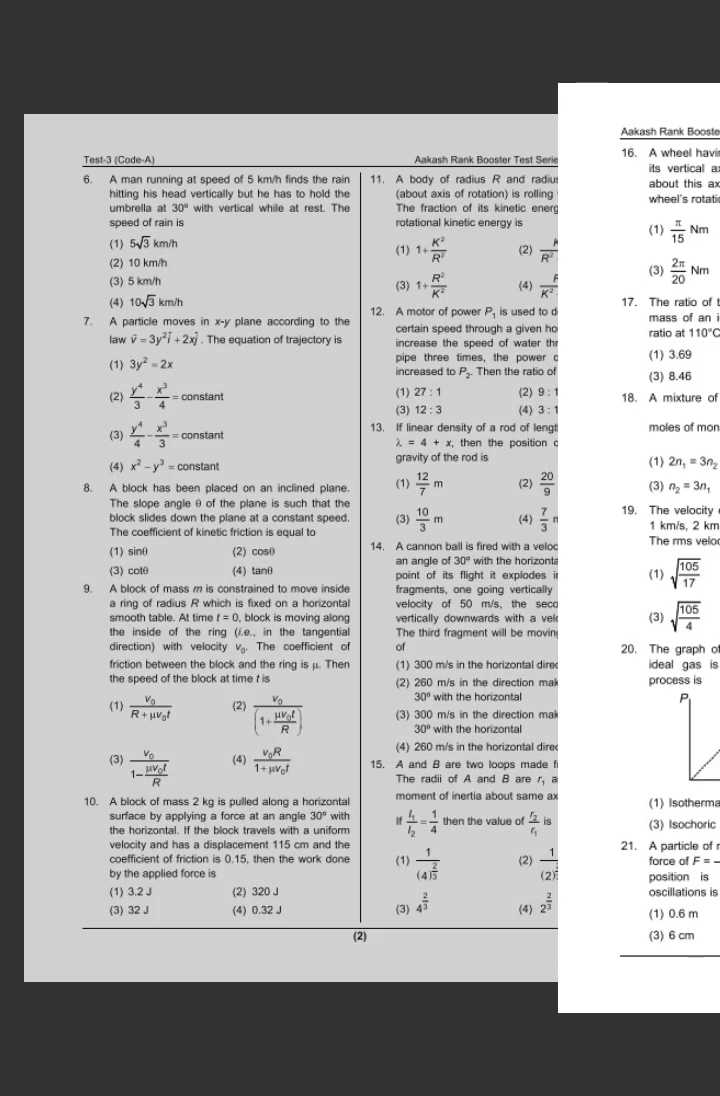 Test-3 (Code-A)
Aakash Rank Booster Test Serie
6. A man running at speed of 5 km/h finds the rain
hitting his head vertically but he has to hold the
umbrella at 30º with vertical while at rest. The
speed of rain is
(1) 5√3 km/h
(2) 10 km/h
(3) 5 km/h
(4) 10√3 km/h
7. A particle moves in x-y plane according to the
law v⃗ = 3y²î + 2xĵ . The equation of trajectory is
(1) 3y² = 2x
(2) y⁴/3 − x³/4 = constant
(3) y⁴/4 − x³/3 = constant
(4) x² − y³ = constant
8. A block has been placed on an inclined plane.
The slope angle θ of the plane is such that the
block slides down the plane at a constant speed.
The coefficient of kinetic friction is equal to
(1) sinθ (2) cosθ
(3) cotθ (4) tanθ
9. A block of mass m is constrained to move inside
a ring of radius R which is fixed on a horizontal
smooth table. At time t = 0, block is moving along
the inside of the ring (i.e., in the tangential
direction) with velocity v₀. The coefficient of
friction between the block and the ring is μ. Then
the speed of the block at time t is
(1) v₀/(R + μv₀t) (2) v₀/(1 + μv₀t/R)
(3) v₀/(1 − μv₀t/R) (4) v₀R/(1 + μv₀t)
10. A block of mass 2 kg is pulled along a horizontal
surface by applying a force at an angle 30º with
the horizontal. If the block travels with a uniform
velocity and has a displacement 115 cm and the
coefficient of friction is 0.15, then the work done
by the applied force is
(1) 3.2 J (2) 320 J
(3) 32 J (4) 0.32 J
11. A body of radius R and radius
(about axis of rotation) is rolling
The fraction of its kinetic energ
rotational kinetic energy is
(1) 1+K²/R² (2)
(3) 1+R²/K² (4)
12. A motor of power P₁ is used to d
certain speed through a given ho
increase the speed of water thr
pipe three times, the power o
increased to P₂. Then the ratio of
(1) 27 : 1 (2) 9 : 1
(3) 12 : 3 (4) 3 : 1
13. If linear density of a rod of lengt
λ = 4 + x, then the position o
gravity of the rod is
(1) 12/7 m (2) 20/9
(3) 10/3 m (4) 7/3
14. A cannon ball is fired with a veloc
an angle of 30º with the horizonta
point of its flight it explodes i
fragments, one going vertically
velocity of 50 m/s, the seco
vertically downwards with a vel
The third fragment will be moving
of
(1) 300 m/s in the horizontal direc
(2) 260 m/s in the direction mak
30º with the horizontal
(3) 300 m/s in the direction mak
30º with the horizontal
(4) 260 m/s in the horizontal direc
15. A and B are two loops made f
The radii of A and B are r₁ a
moment of inertia about same ax
If I₁/I₂ = 1/4 then the value of r₂/r₁ is
(1) 1/(4)^(2/3) (2)
(3) 4^(2/3) (4) 2^(2/3)
(2)
Aakash Rank Booste
16. A wheel havi
its vertical a
about this ax
wheel's rotati
(1) π/15 Nm
(3) 2π/20 Nm
17. The ratio of t
mass of an i
ratio at 110°C
(1) 3.69
(3) 8.46
18. A mixture of
moles of mon
(1) 2n₁ = 3n₂
(3) n₂ = 3n₁
19. The velocity
1 km/s, 2 km
The rms veloc
(1) √(105/17)
(3) √(105/4)
20. The graph of
ideal gas is
process is
P
(1) Isotherma
(3) Isochoric
21. A particle of
force of F = –
position is
oscillations is
(1) 0.6 m
(3) 6 cm